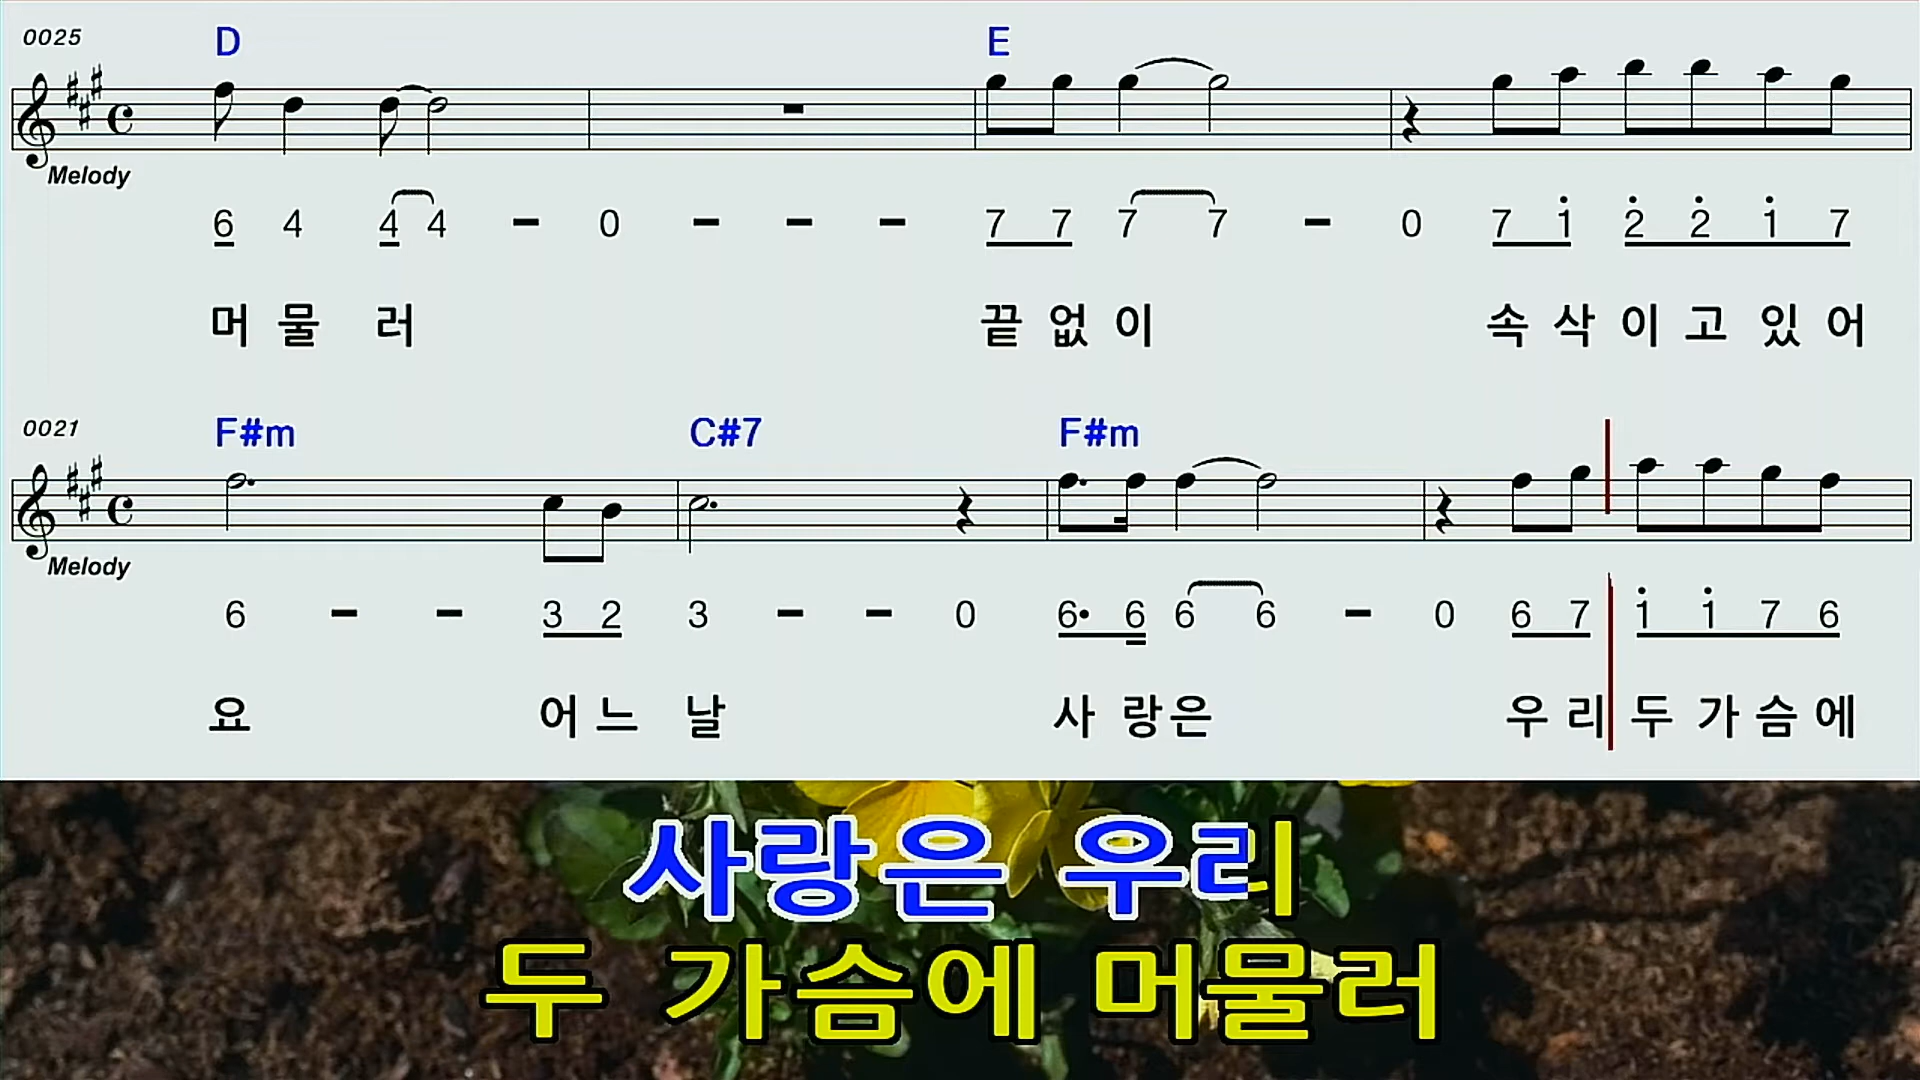 0025 D E
Melody
6 4 4 4 - 0 - - - 7 7 7 7 - 0 7 1 2 2 1 7
머 물 러 끝 없 이 속 삭 이 고 있 어
0021 F#m C#7 F#m
Melody
6 - - 3 2 3 - - 0 6· 6 6 6 - 0 6 7 1 1 7 6
요 어 느 날 사 랑 은 우 리 두 가 슴 에
사랑은 우리
두 가슴에 머물러